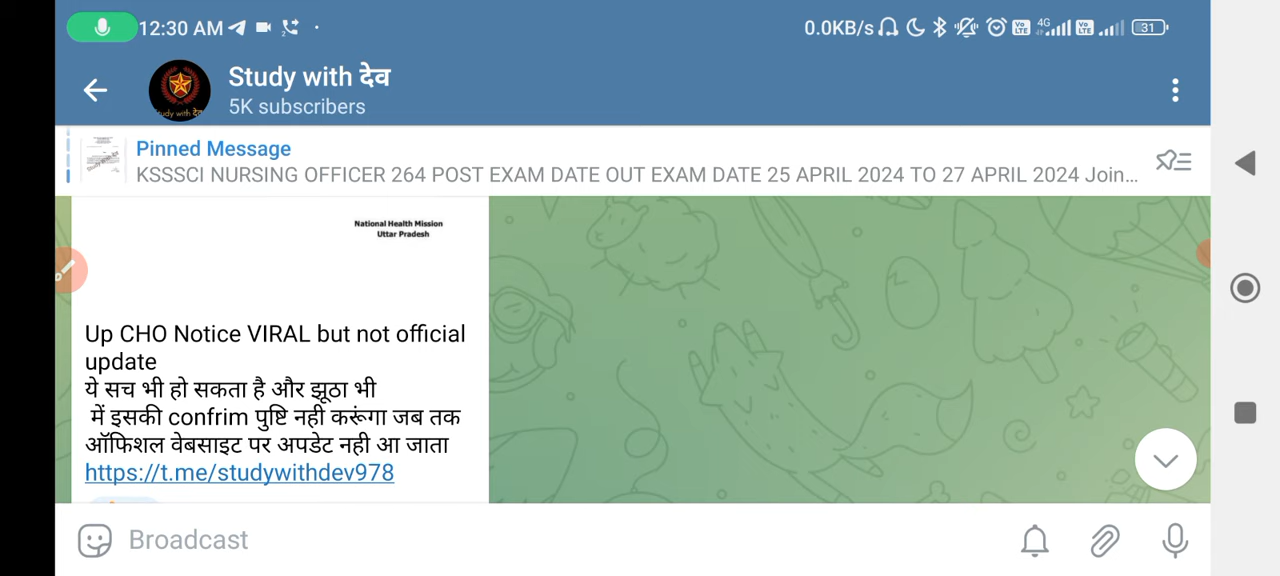 12:30 AM
0.0KB/s
4G
31
Study with देव
5K subscribers
Pinned Message
KSSSCI NURSING OFFICER 264 POST EXAM DATE OUT EXAM DATE 25 APRIL 2024 TO 27 APRIL 2024 Join...
National Health Mission
Uttar Pradesh
Up CHO Notice VIRAL but not official
update
ये सच भी हो सकता है और झूठा भी
में इसकी confrim पुष्टि नही करूंगा जब तक
ऑफिशल वेबसाइट पर अपडेट नही आ जाता
https://t.me/studywithdev978
Broadcast